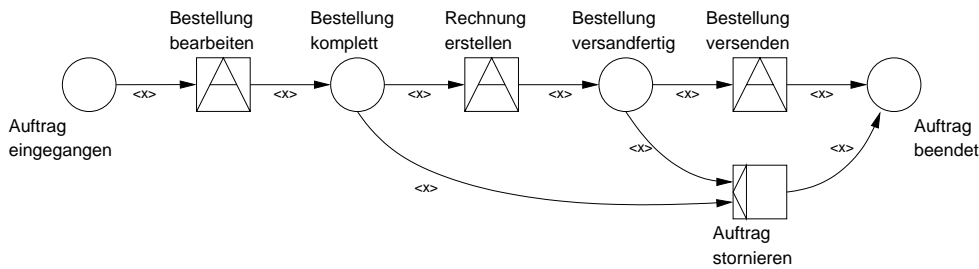 Bestellung
bearbeiten
Bestellung
komplett
Rechnung
erstellen
Bestellung
versandfertig
Bestellung
versenden
<x>
<x>
<x>
<x>
<x>
<x>
Auftrag
eingegangen
Auftrag
beendet
<x>
<x>
<x>
Auftrag
stornieren